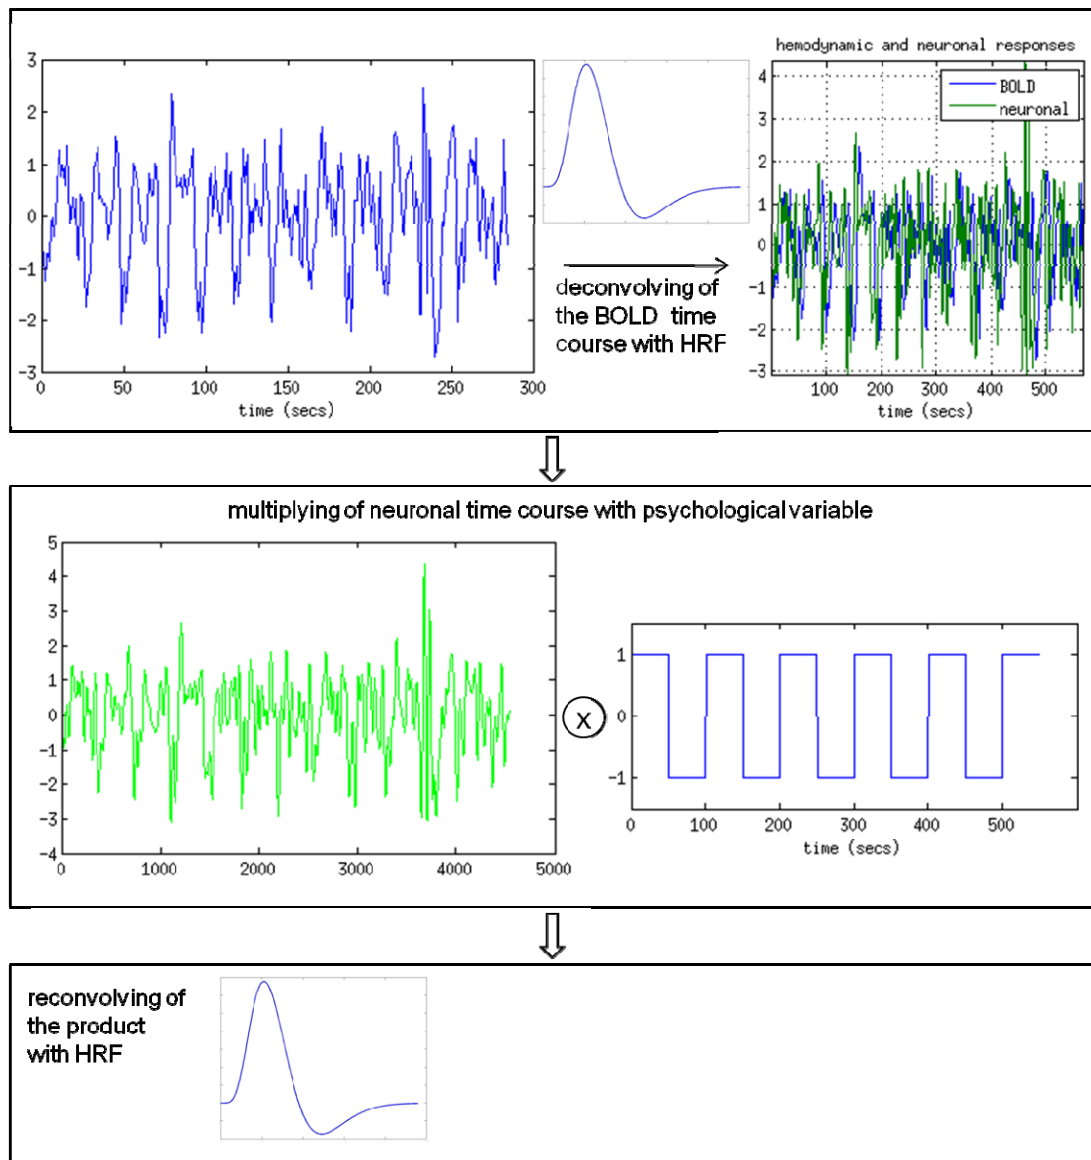 3
2
1
0
-1
-2
-3
0 50 100 150 200 250 300
time (secs)
deconvolving of
the BOLD time
course with HRF
hemodynamic and neuronal responses
BOLD
neuronal
4
3
2
1
0
-1
-2
-3
100 200 300 400 500
time (secs)
multiplying of neuronal time course with psychological variable
5
4
3
2
1
0
-1
-2
-3
-4
0 1000 2000 3000 4000 5000
x
1
0
-1
0 100 200 300 400 500
time (secs)
reconvolving of
the product
with HRF